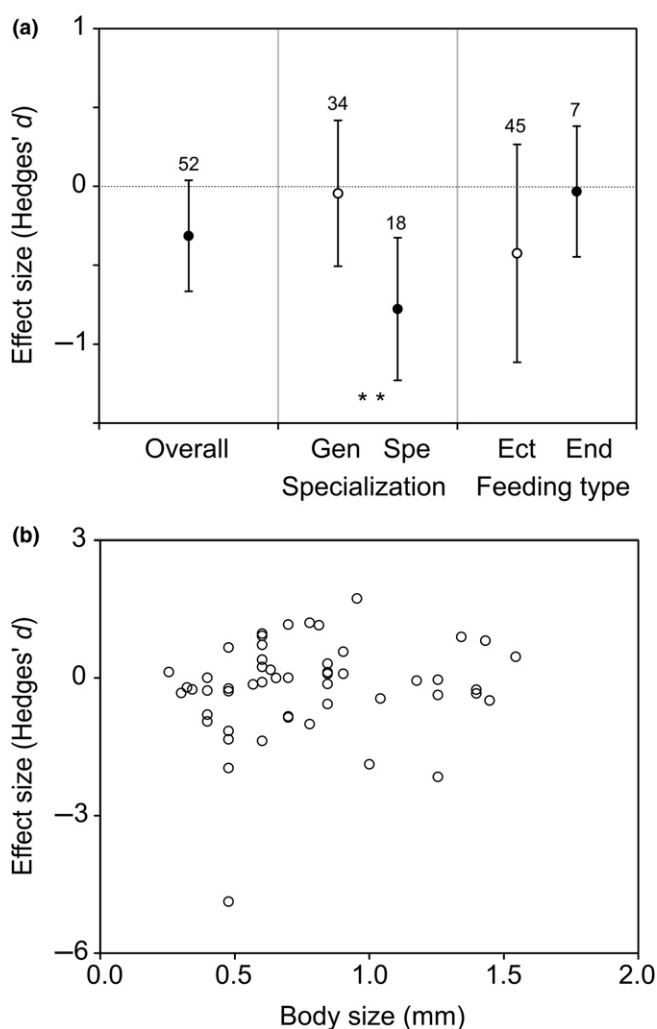 (a)
1
0
−1
Effect size (Hedges' d)
52
34
18
45
7
* *
Overall
Gen Spe
Specialization
Ect End
Feeding type
(b)
3
0
−3
−6
Effect size (Hedges' d)
0.0 0.5 1.0 1.5 2.0
Body size (mm)